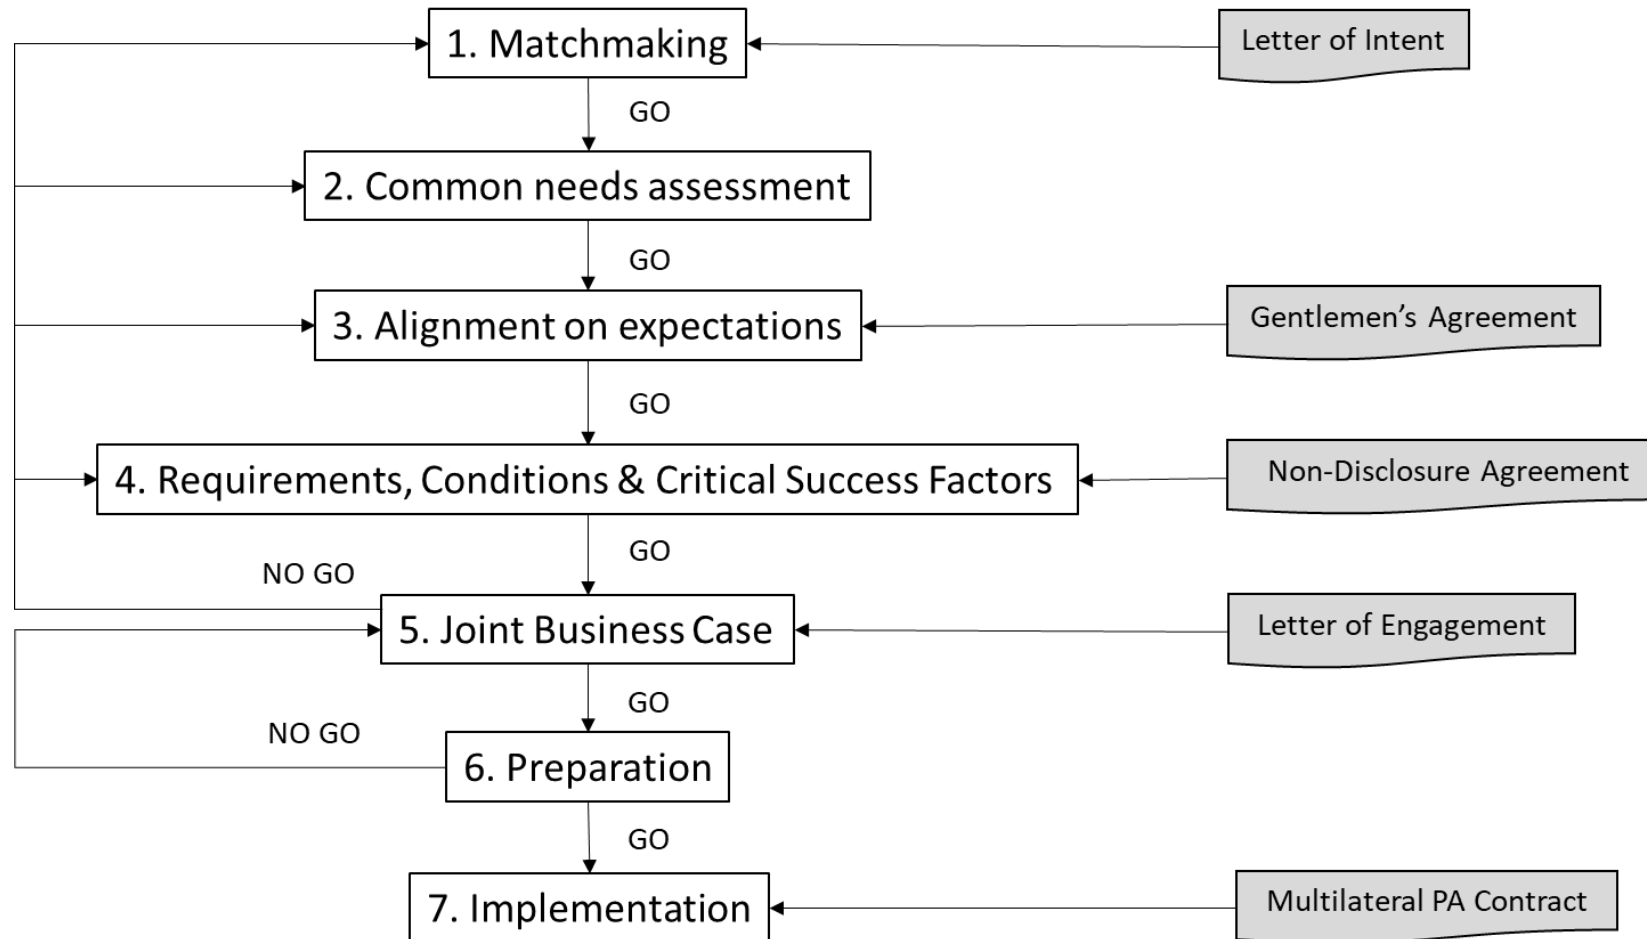 1. Matchmaking
Letter of Intent
GO
2. Common needs assessment
GO
3. Alignment on expectations
Gentlemen’s Agreement
GO
4. Requirements, Conditions & Critical Success Factors
Non-Disclosure Agreement
GO
NO GO
5. Joint Business Case
Letter of Engagement
GO
NO GO
6. Preparation
GO
7. Implementation
Multilateral PA Contract